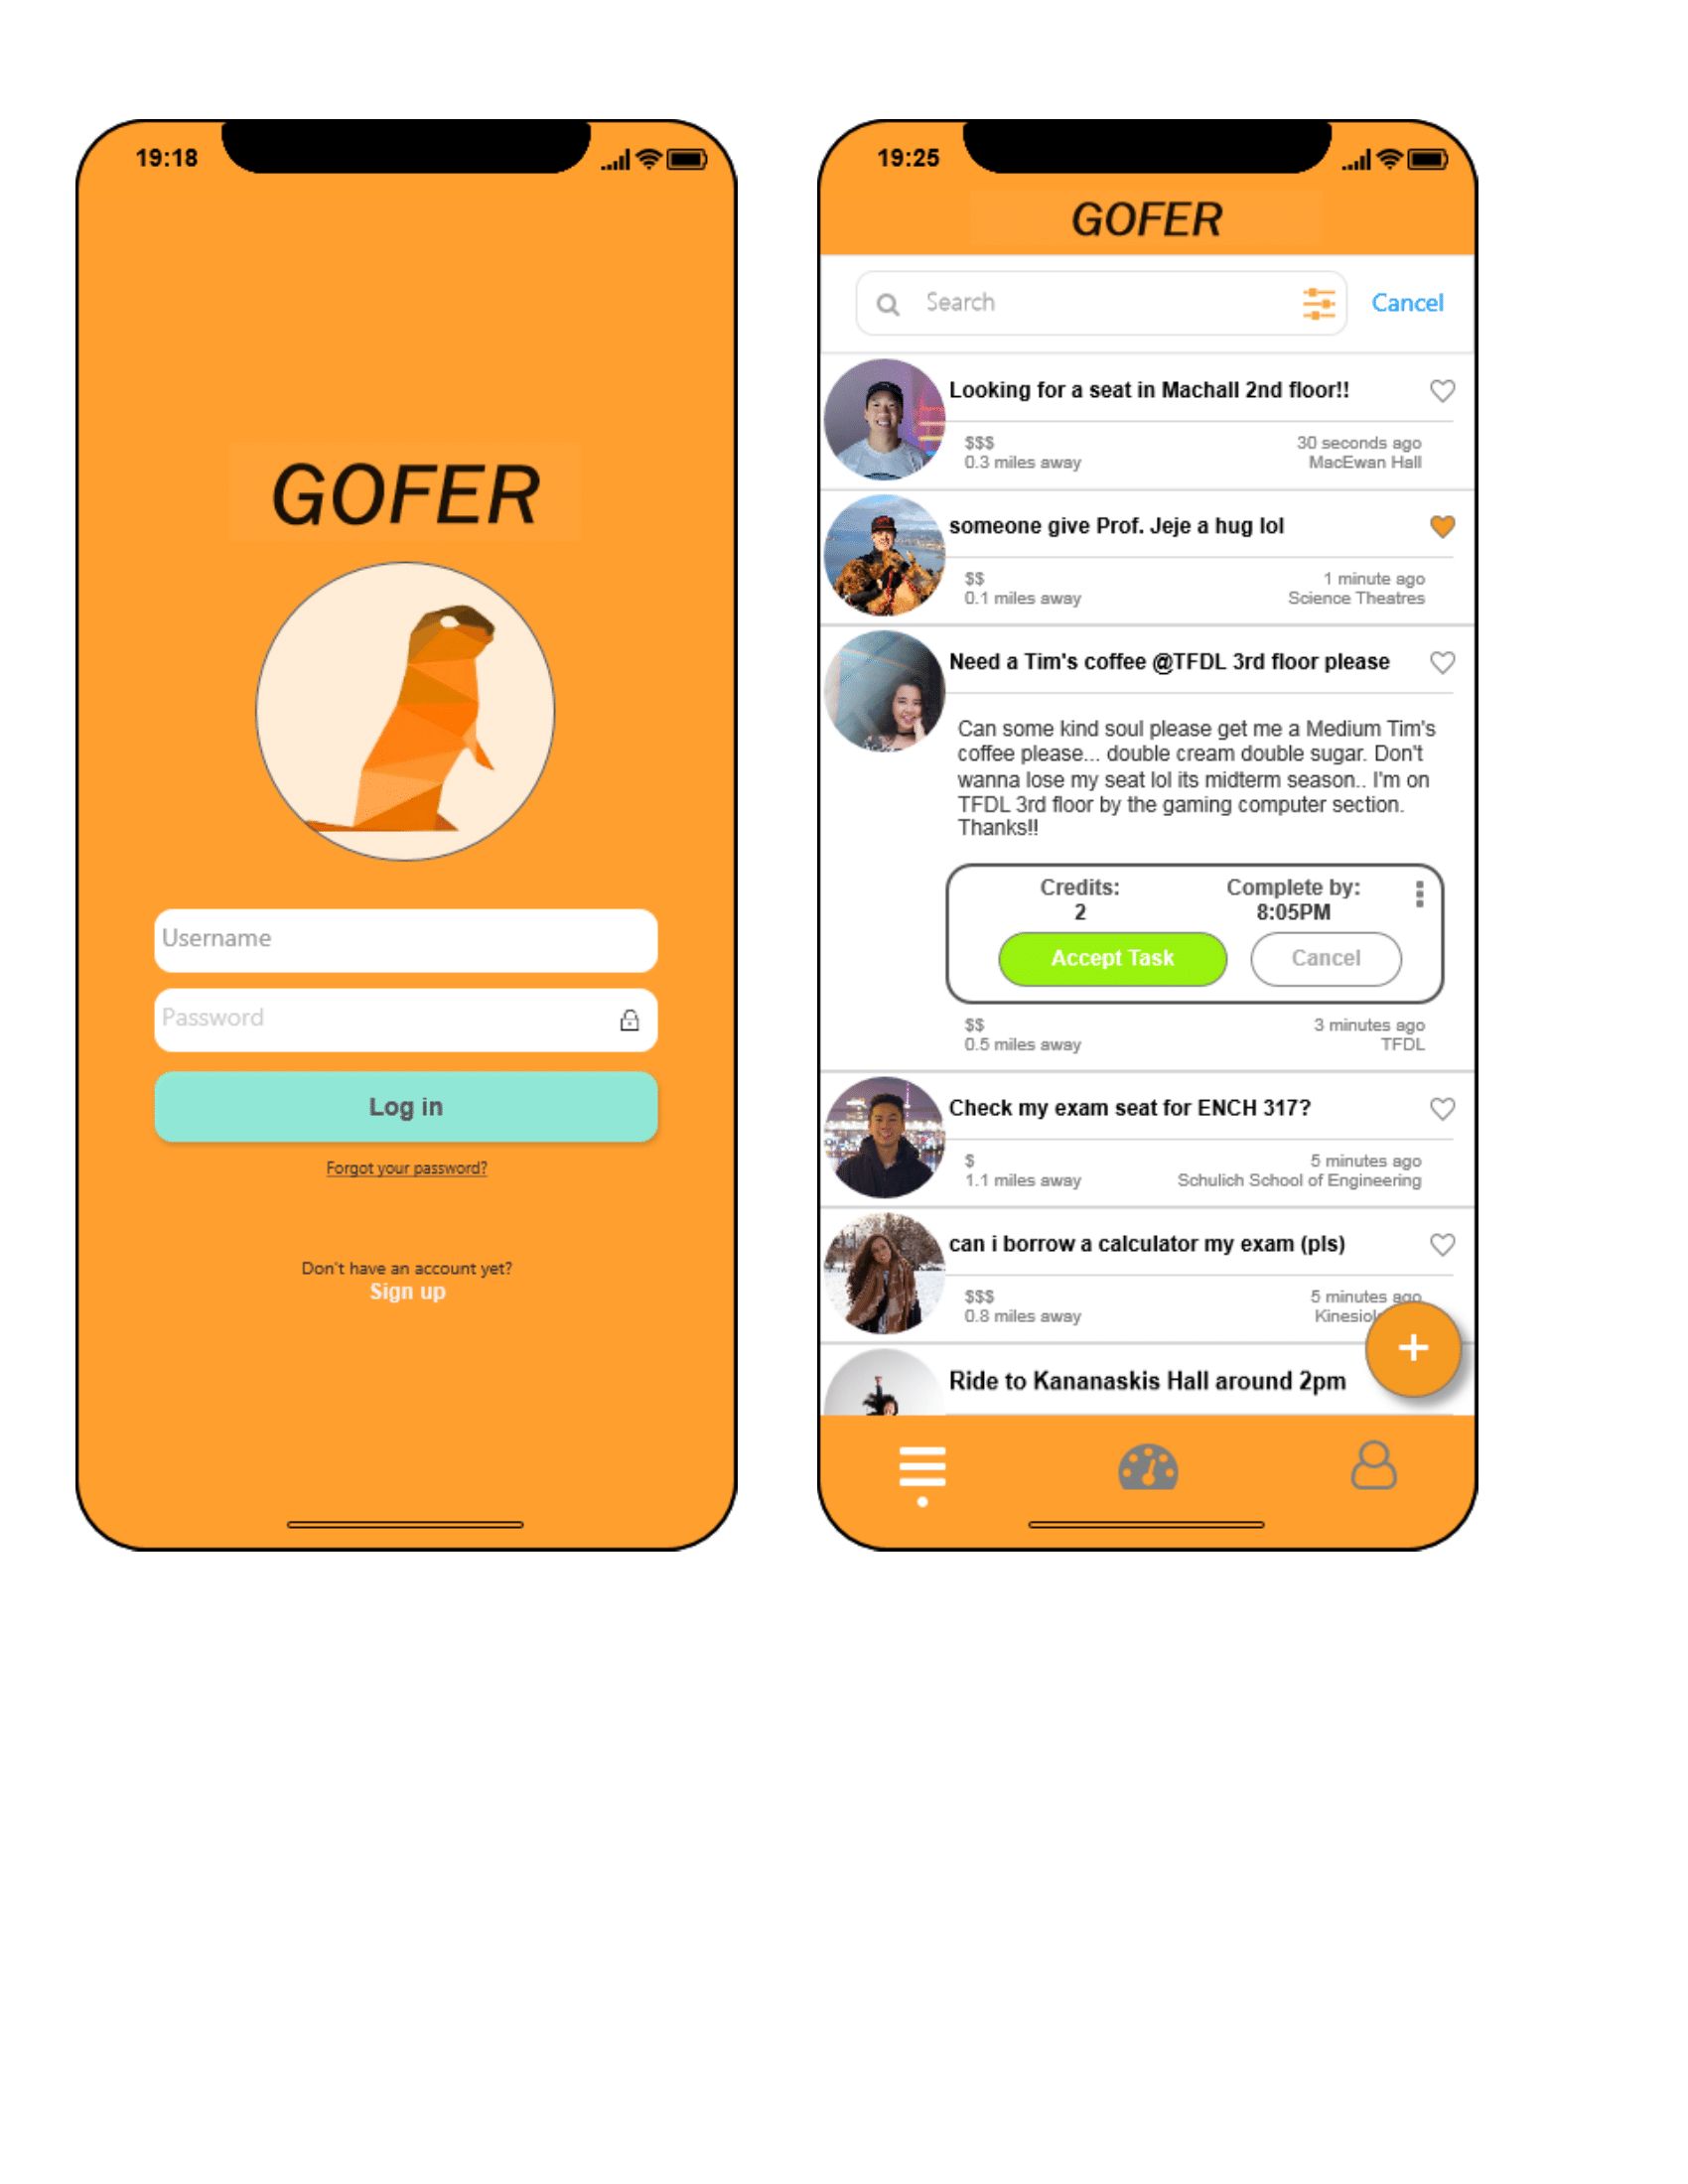 19:18
GOFER
Username
Password
Log in
Forgot your password?
Don't have an account yet?
Sign up
19:25
GOFER
Search
Cancel
Looking for a seat in Machall 2nd floor!!
$$$
30 seconds ago
0.3 miles away
MacEwan Hall
someone give Prof. Jeje a hug lol
$$
1 minute ago
0.1 miles away
Science Theatres
Need a Tim's coffee @TFDL 3rd floor please
Can some kind soul please get me a Medium Tim's
coffee please... double cream double sugar. Don't
wanna lose my seat lol its midterm season.. I'm on
TFDL 3rd floor by the gaming computer section.
Thanks!!
Credits:
Complete by:
2
8:05PM
Accept Task
Cancel
$$
3 minutes ago
0.5 miles away
TFDL
Check my exam seat for ENCH 317?
$
5 minutes ago
1.1 miles away
Schulich School of Engineering
can i borrow a calculator my exam (pls)
$$$
5 minutes ago
0.8 miles away
Ride to Kananaskis Hall around 2pm